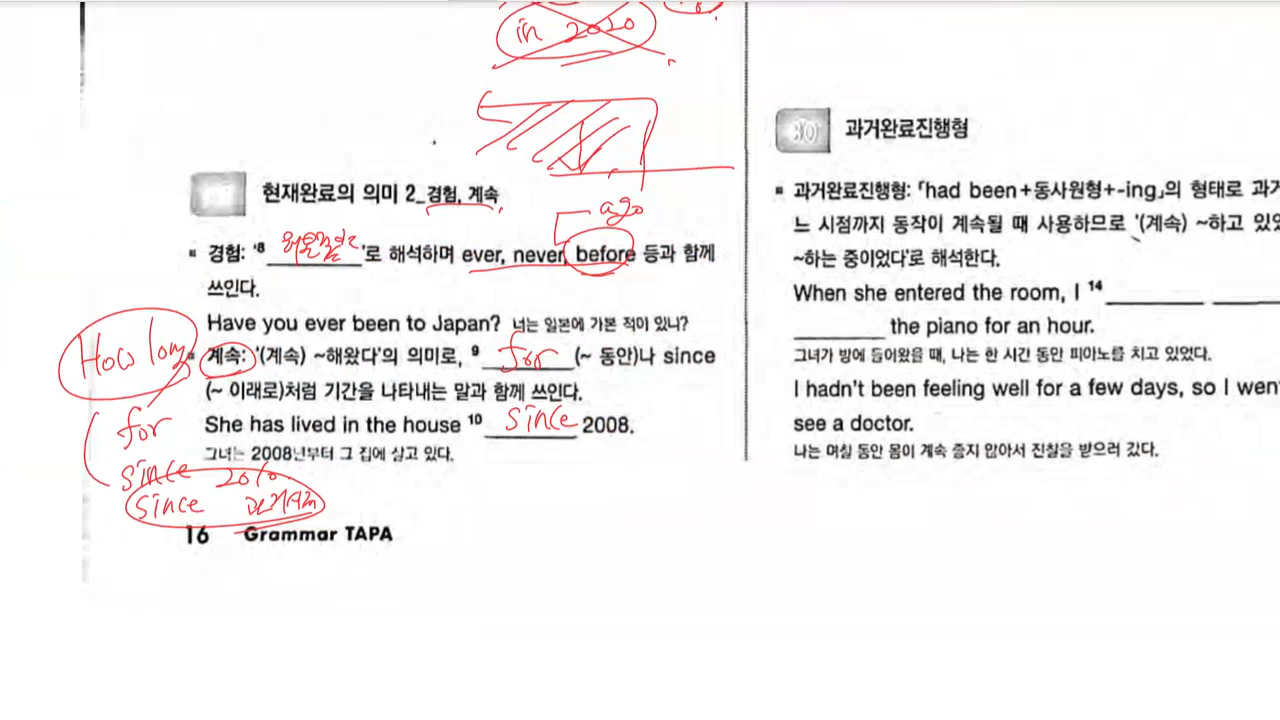 in 2020
현재완료의 의미 2_경험, 계속
ago
경험: '8 로 해석하며 ever, never, before 등과 함께
쓰인다.
Have you ever been to Japan? 너는 일본에 가본 적이 있니?
How long
계속: '(계속) ~해왔다'의 의미로, 9 for (~ 동안)나 since
(~ 이래로)처럼 기간을 나타내는 말과 함께 쓰인다.
She has lived in the house 10 since 2008.
for
그녀는 2008년부터 그 집에 살고 있다.
since 2010
since
16 Grammar TAPA
30 과거완료진행형
과거완료진행형: 「had been+동사원형+-ing」의 형태로 과거
느 시점까지 동작이 계속될 때 사용하므로 '(계속) ~하고 있었
~하는 중이었다'로 해석한다.
When she entered the room, I 14
the piano for an hour.
그녀가 방에 들어왔을 때, 나는 한 시간 동안 피아노를 치고 있었다.
I hadn't been feeling well for a few days, so I went
see a doctor.
나는 며칠 동안 몸이 계속 좋지 않아서 진찰을 받으러 갔다.